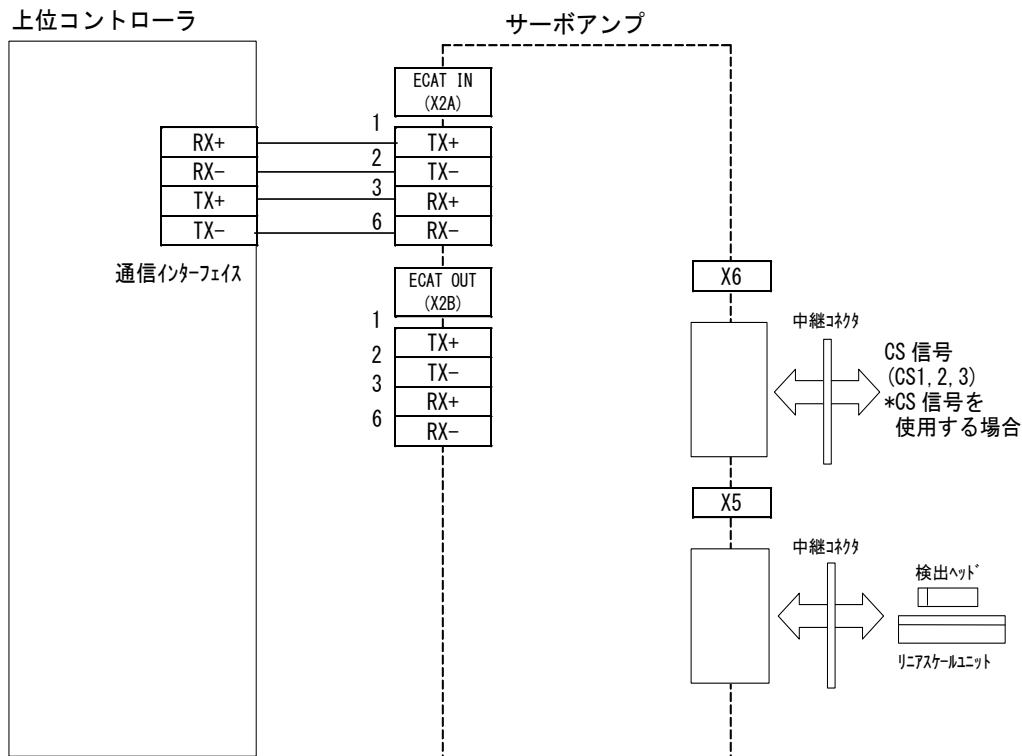 上位コントローラ
サーボアンプ
ECAT IN
(X2A)
1
RX+
TX+
2
RX-
TX-
3
TX+
RX+
6
TX-
RX-
通信ｲﾝﾀｰﾌｪｲｽ
ECAT OUT
(X2B)
1
TX+
2
TX-
3
RX+
6
RX-
X6
中継ｺﾈｸﾀ
CS 信号
(CS1, 2, 3)
*CS 信号を
使用する場合
X5
中継ｺﾈｸﾀ
検出ﾍｯﾄﾞ
ﾘﾆｱｽｹｰﾙﾕﾆｯﾄ